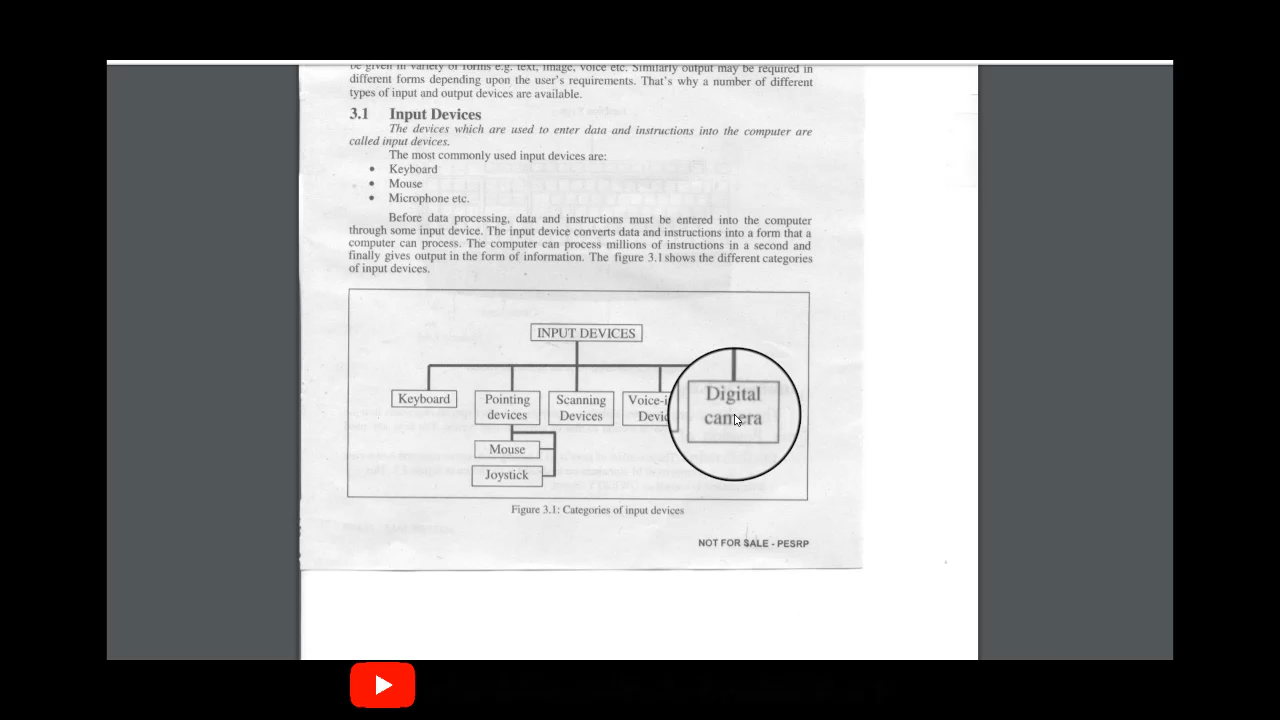 be given in variety of forms e.g. text, image, voice etc. Similarly output may be required in
different forms depending upon the user's requirements. That's why a number of different
types of input and output devices are available.
3.1 Input Devices
The devices which are used to enter data and instructions into the computer are
called input devices.
The most commonly used input devices are:
• Keyboard
• Mouse
• Microphone etc.
Before data processing, data and instructions must be entered into the computer
through some input device. The input device converts data and instructions into a form that a
computer can process. The computer can process millions of instructions in a second and
finally gives output in the form of information. The figure 3.1 shows the different categories
of input devices.
INPUT DEVICES
Keyboard
Pointing
devices
Scanning
Devices
Digital
camera
Mouse
Joystick
Figure 3.1: Categories of input devices
NOT FOR SALE - PESRP